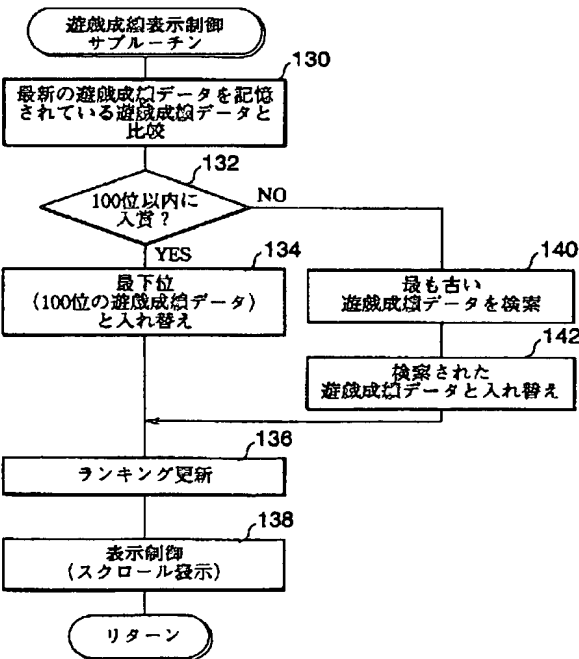 遊戯成績表示制御
サブルーチン
130
最新の遊戯成績データを記憶
されている遊戯成績データと
比較
132
100位以内に
入賞?
NO
YES
134
最下位
(100位の遊戯成績データ)
と入れ替え
140
最も古い
遊戯成績データを検索
142
検索された
遊戯成績データと入れ替え
136
ランキング更新
138
表示制御
(スクロール表示)
リターン